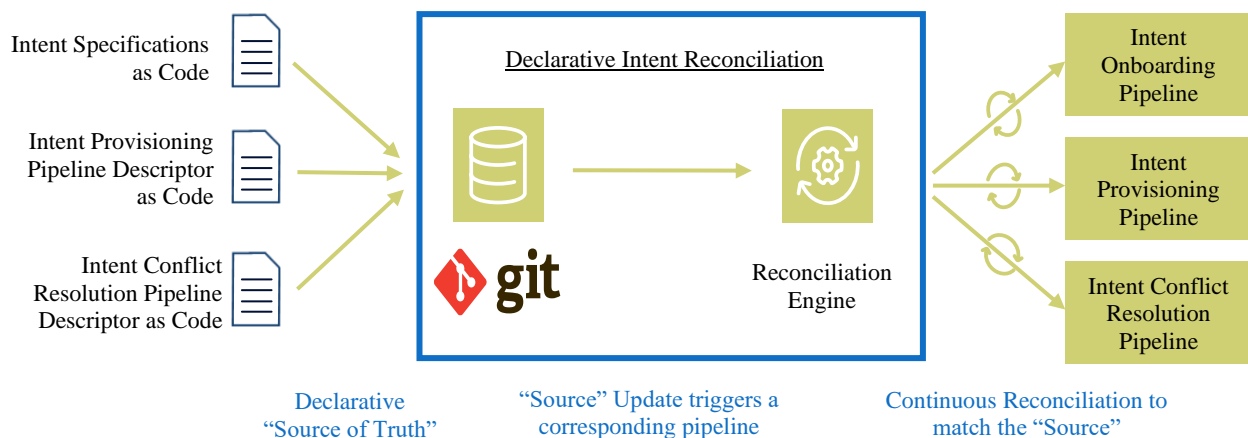 Intent Specifications
as Code
Intent Provisioning
Pipeline Descriptor
as Code
Intent Conflict
Resolution Pipeline
Descriptor as Code
Declarative Intent Reconciliation
git
Reconciliation
Engine
Intent
Onboarding
Pipeline
Intent
Provisioning
Pipeline
Intent Conflict
Resolution
Pipeline
Declarative
“Source of Truth”
“Source” Update triggers a
corresponding pipeline
Continuous Reconciliation to
match the “Source”